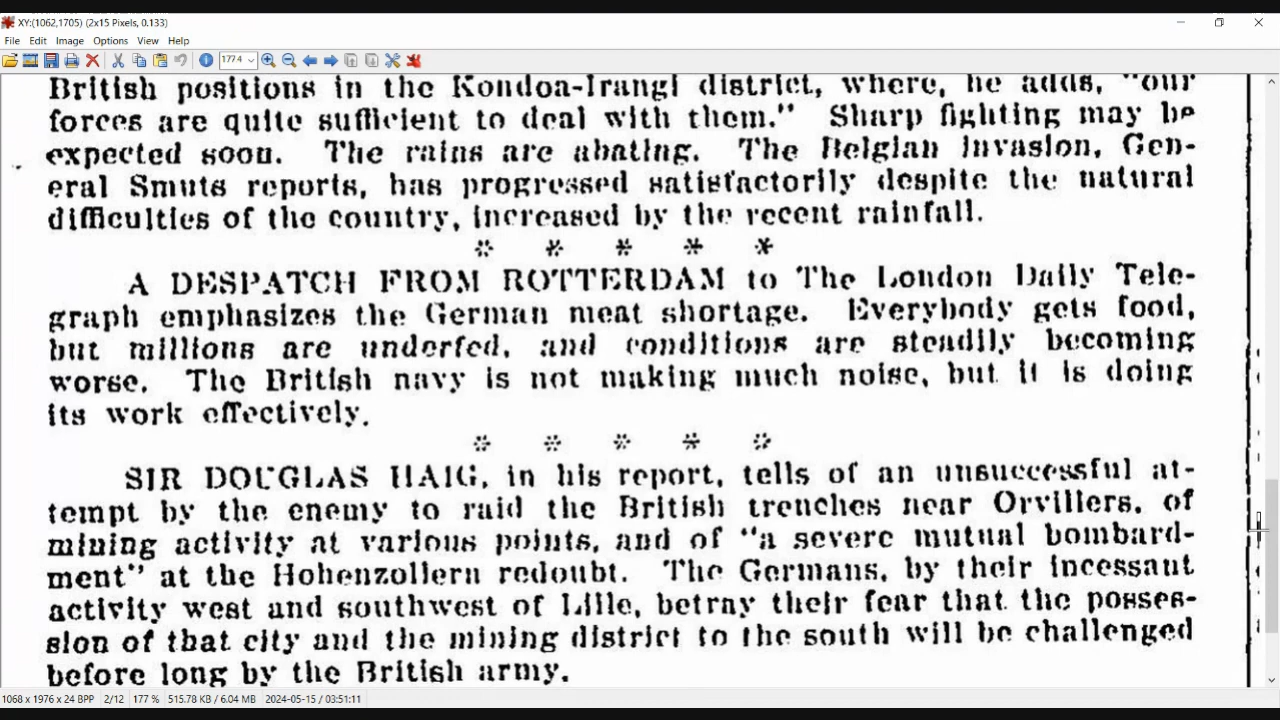 XY:(1062,1705) (2x15 Pixels, 0.133)
File Edit Image Options View Help
177.4
British positions in the Kondoa-Irangi district, where, he adds, "our
forces are quite sufficient to deal with them." Sharp fighting may be
expected soon. The rains are abating. The Belgian invasion, Gen-
eral Smuts reports, has progressed satisfactorily despite the natural
difficulties of the country, increased by the recent rainfall.
* * * * *
A DESPATCH FROM ROTTERDAM to The London Daily Tele-
graph emphasizes the German meat shortage. Everybody gets food,
but millions are underfed, and conditions are steadily becoming
worse. The British navy is not making much noise, but it is doing
its work effectively.
* * * * *
SIR DOUGLAS HAIG, in his report, tells of an unsuccessful at-
tempt by the enemy to raid the British trenches near Orvillers, of
mining activity at various points, and of "a severe mutual bombard-
ment" at the Hohenzollern redoubt. The Germans, by their incessant
activity west and southwest of Lille, betray their fear that the posses-
sion of that city and the mining district to the south will be challenged
before long by the British army.
1068 x 1976 x 24 BPP 2/12 177 % 515.78 KB / 6.04 MB 2024-05-15 / 03:51:11